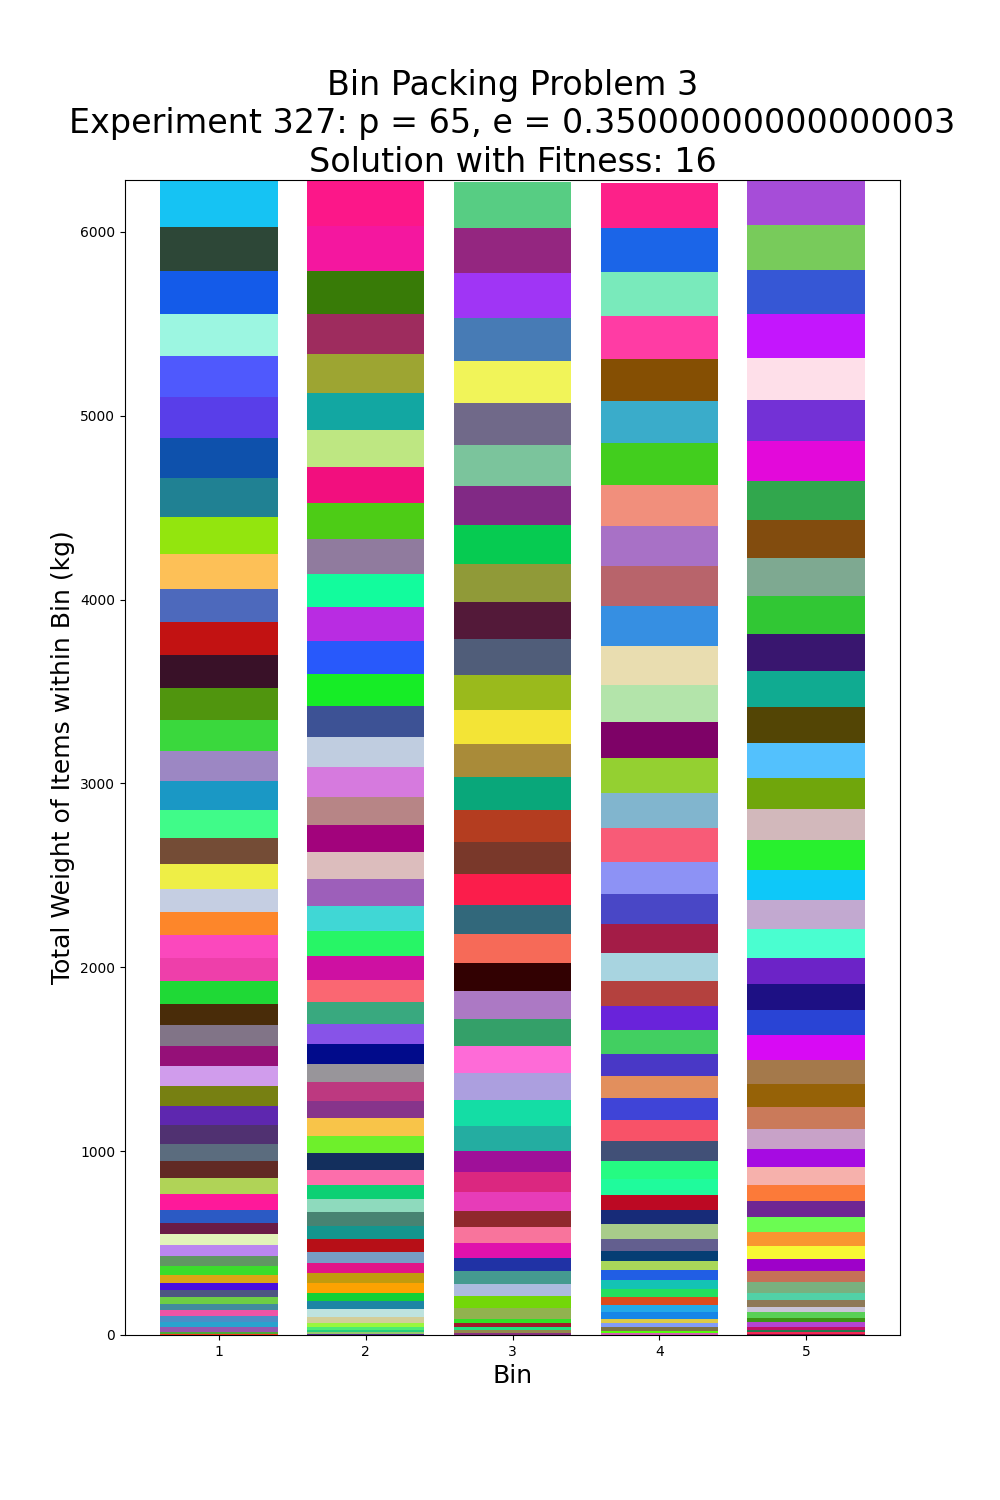 Bin Packing Problem 3
Experiment 327: p = 65, e = 0.35000000000000003
Solution with Fitness: 16
Total Weight of Items within Bin (kg)
6000
5000
4000
3000
2000
1000
0
1 2 3 4 5
Bin